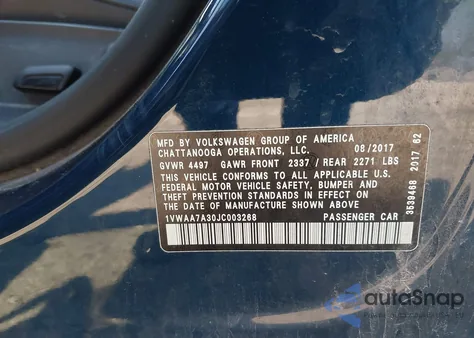 MFD BY VOLKSWAGEN GROUP OF AMERICA
CHATTANOOGA OPERATIONS, LLC. 08/2017
GVWR 4497 GAWR FRONT 2337 / REAR 2271 LBS
THIS VEHICLE CONFORMS TO ALL APPLICABLE U.S.
FEDERAL MOTOR VEHICLE SAFETY, BUMPER AND
THEFT PREVENTION STANDARDS IN EFFECT ON
THE DATE OF MANUFACTURE SHOWN ABOVE
1VWAA7A30JC003268 PASSENGER CAR
3539468 2017 62
autoSnap